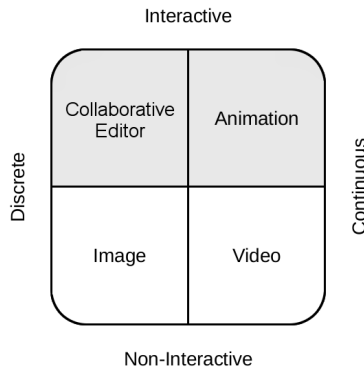 Interactive
Collaborative
Editor
Animation
Discrete
Continuous
Image
Video
Non-Interactive